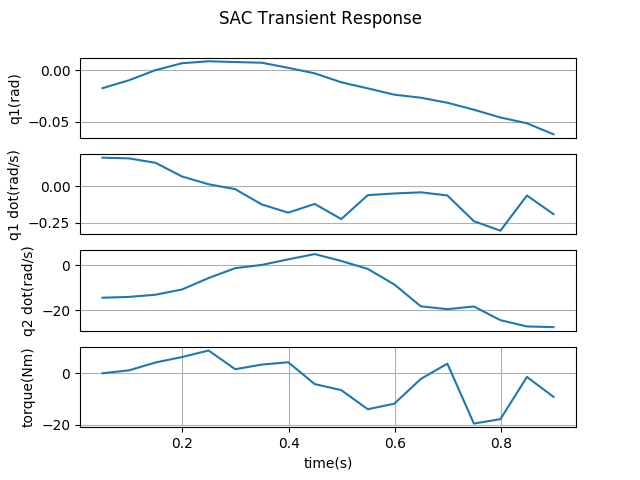 SAC Transient Response
q1(rad)
0.00
−0.05
q1 dot(rad/s)
0.00
−0.25
q2 dot(rad/s)
0
−20
torque(Nm)
0
−20
0.2 0.4 0.6 0.8
time(s)